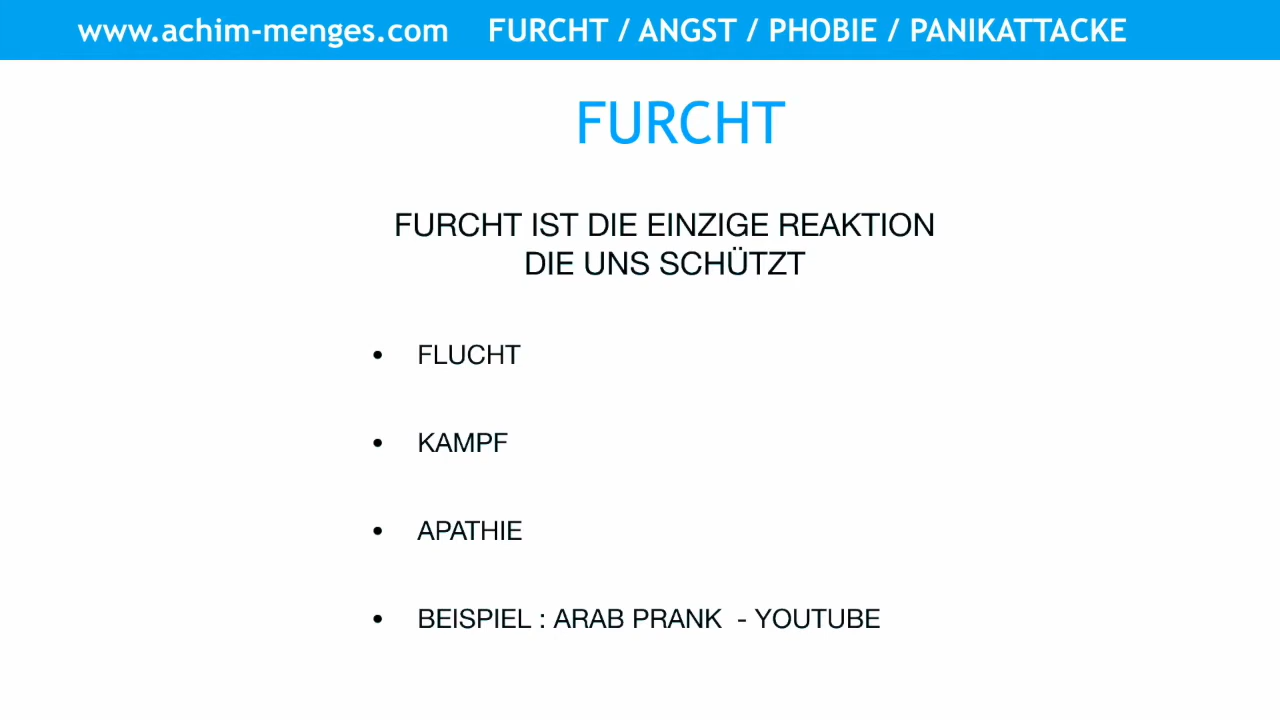 www.achim-menges.com FURCHT / ANGST / PHOBIE / PANIKATTACKE
FURCHT
FURCHT IST DIE EINZIGE REAKTION
DIE UNS SCHÜTZT
• FLUCHT
• KAMPF
• APATHIE
• BEISPIEL : ARAB PRANK - YOUTUBE